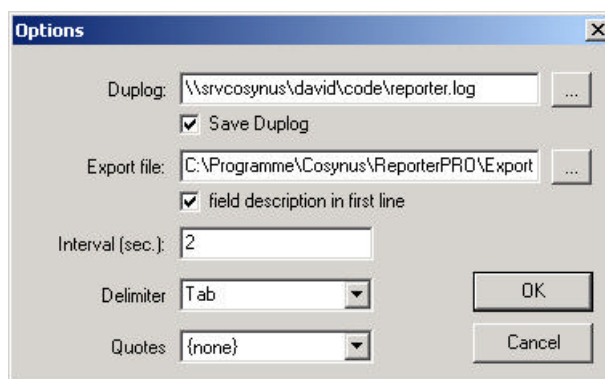 Options
Duplog: \\srvcosynus\david\code\reporter.log ...
Save Duplog
Export file: C:\Programme\Cosynus\ReporterPRO\Export ...
field description in first line
Interval (sec.): 2
Delimiter Tab OK
Quotes {none} Cancel